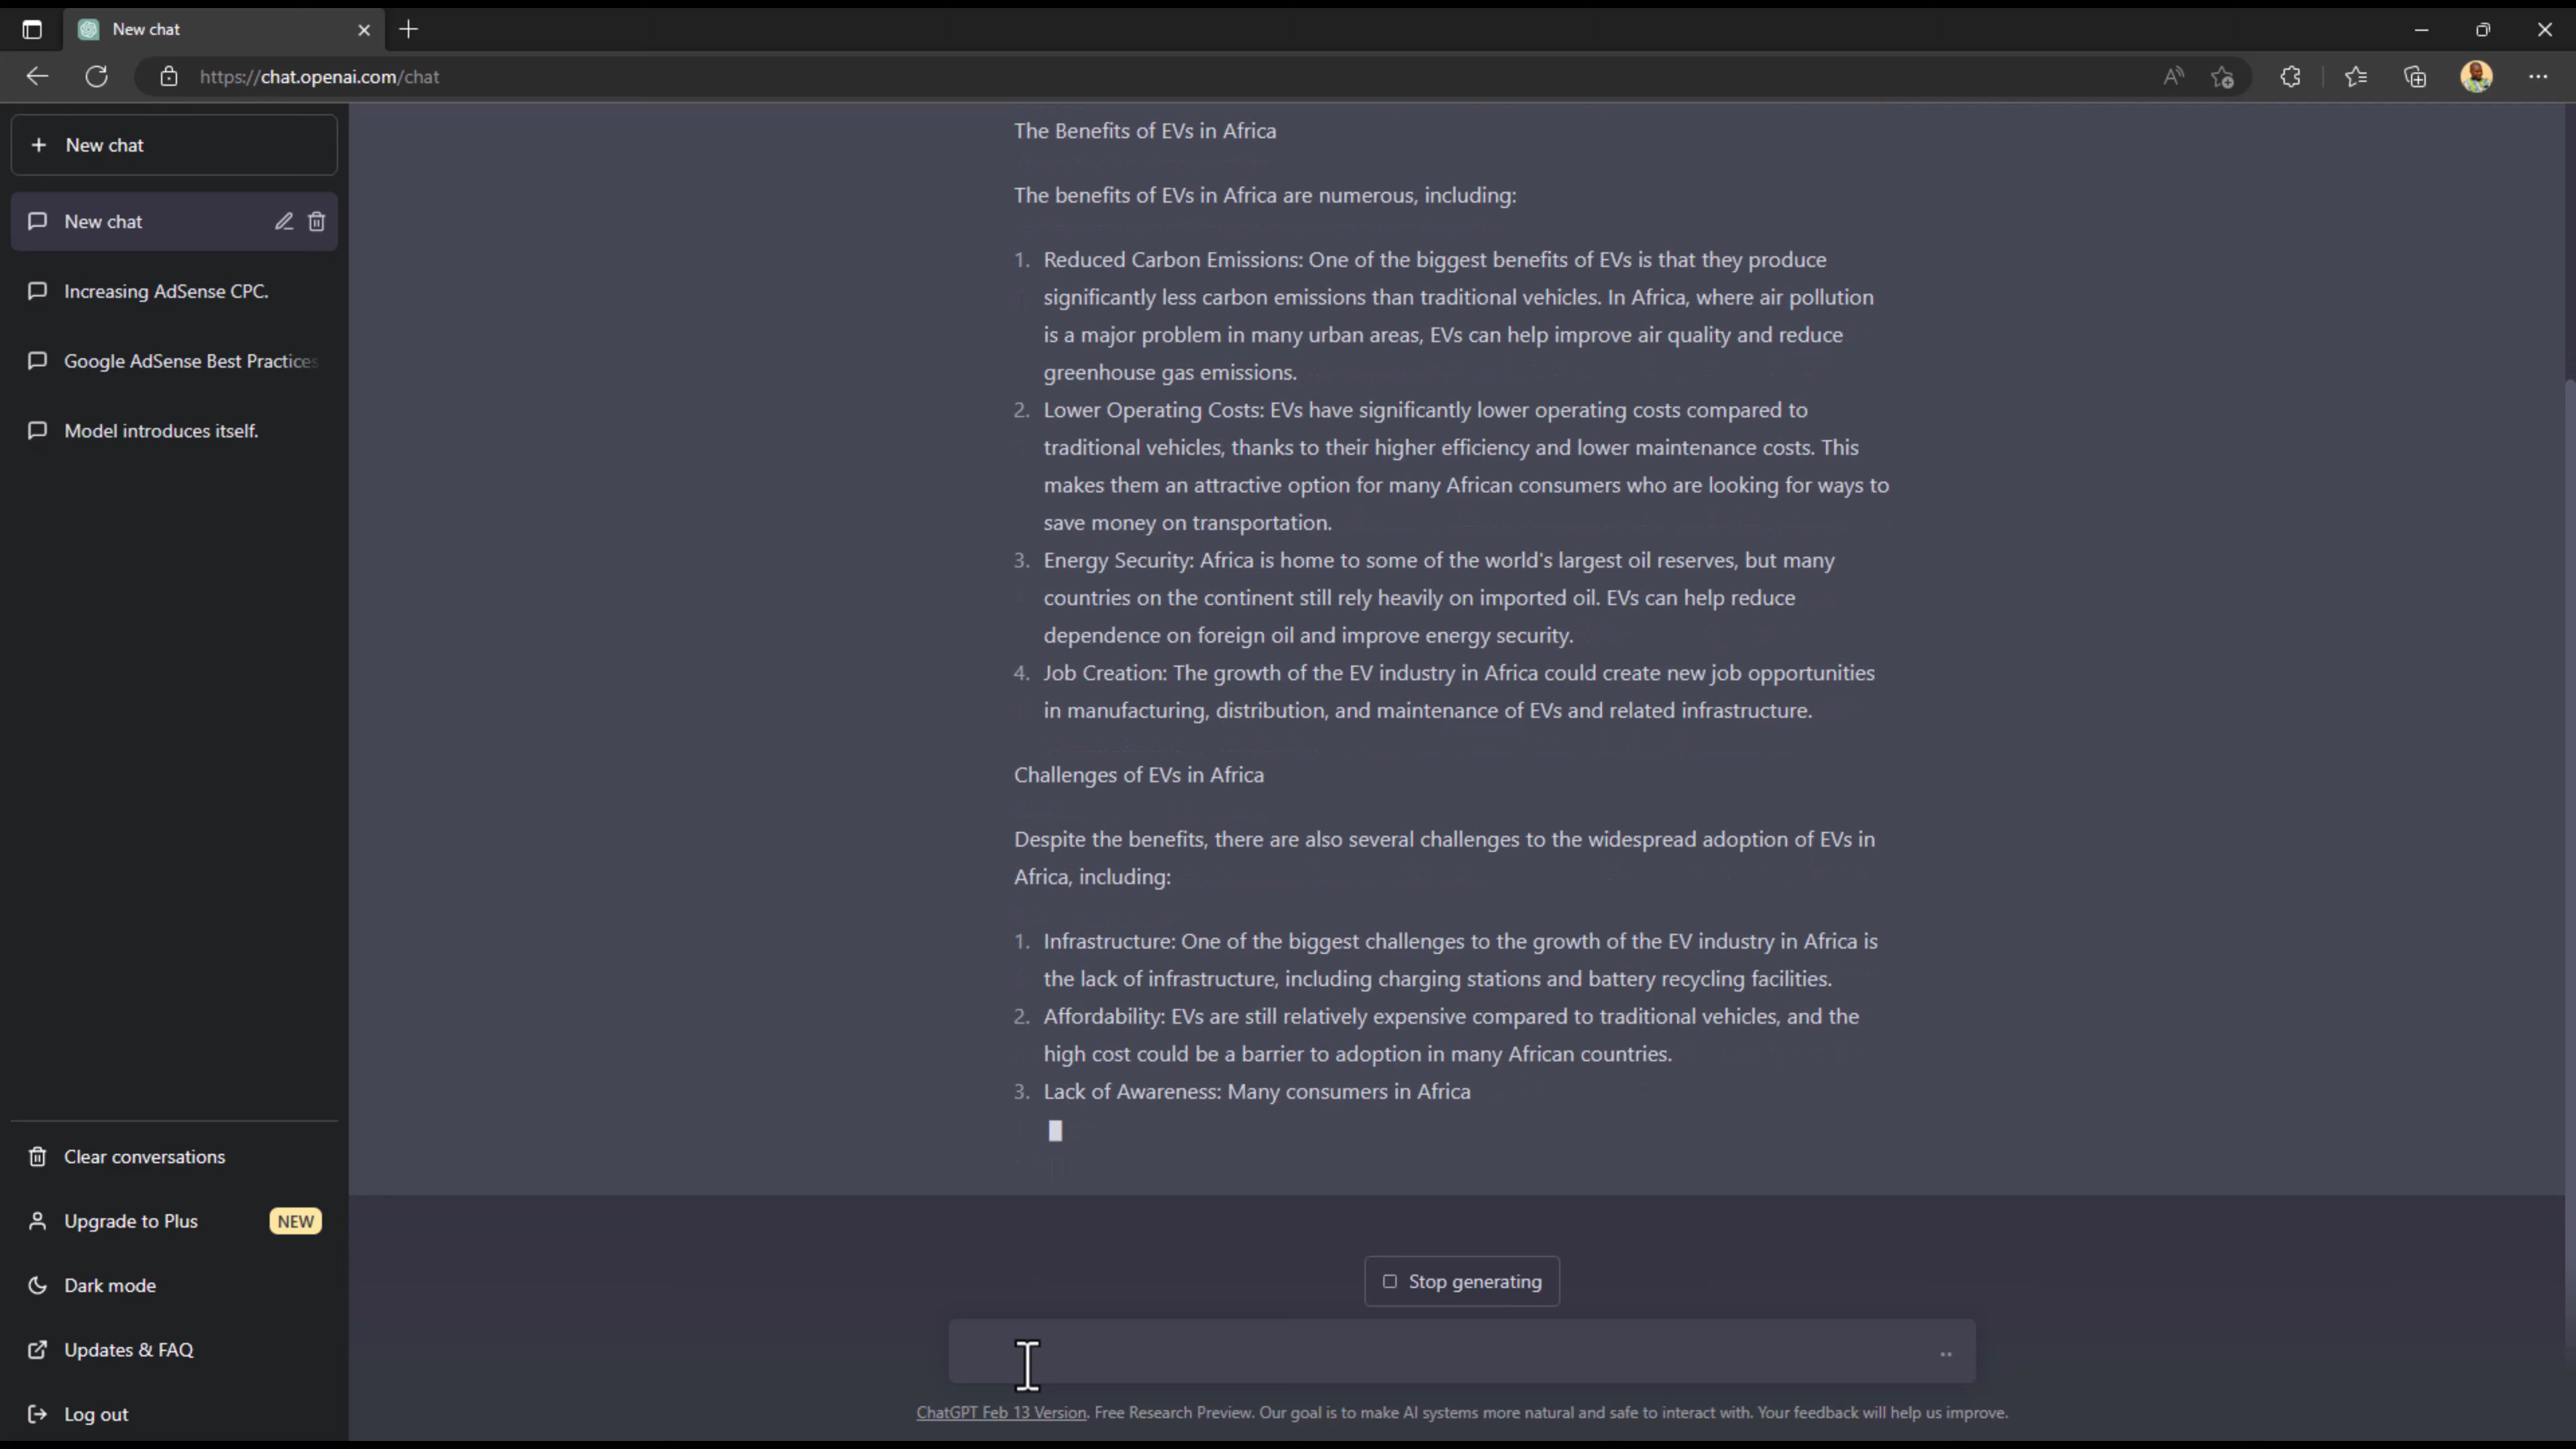 New chat
https://chat.openai.com/chat
New chat
New chat
Increasing AdSense CPC.
Google AdSense Best Practices
Model introduces itself.
Clear conversations
Upgrade to Plus NEW
Dark mode
Updates & FAQ
Log out
The Benefits of EVs in Africa
The benefits of EVs in Africa are numerous, including:
1. Reduced Carbon Emissions: One of the biggest benefits of EVs is that they produce
significantly less carbon emissions than traditional vehicles. In Africa, where air pollution
is a major problem in many urban areas, EVs can help improve air quality and reduce
greenhouse gas emissions.
2. Lower Operating Costs: EVs have significantly lower operating costs compared to
traditional vehicles, thanks to their higher efficiency and lower maintenance costs. This
makes them an attractive option for many African consumers who are looking for ways to
save money on transportation.
3. Energy Security: Africa is home to some of the world's largest oil reserves, but many
countries on the continent still rely heavily on imported oil. EVs can help reduce
dependence on foreign oil and improve energy security.
4. Job Creation: The growth of the EV industry in Africa could create new job opportunities
in manufacturing, distribution, and maintenance of EVs and related infrastructure.
Challenges of EVs in Africa
Despite the benefits, there are also several challenges to the widespread adoption of EVs in
Africa, including:
1. Infrastructure: One of the biggest challenges to the growth of the EV industry in Africa is
the lack of infrastructure, including charging stations and battery recycling facilities.
2. Affordability: EVs are still relatively expensive compared to traditional vehicles, and the
high cost could be a barrier to adoption in many African countries.
3. Lack of Awareness: Many consumers in Africa
Stop generating
ChatGPT Feb 13 Version. Free Research Preview. Our goal is to make AI systems more natural and safe to interact with. Your feedback will help us improve.